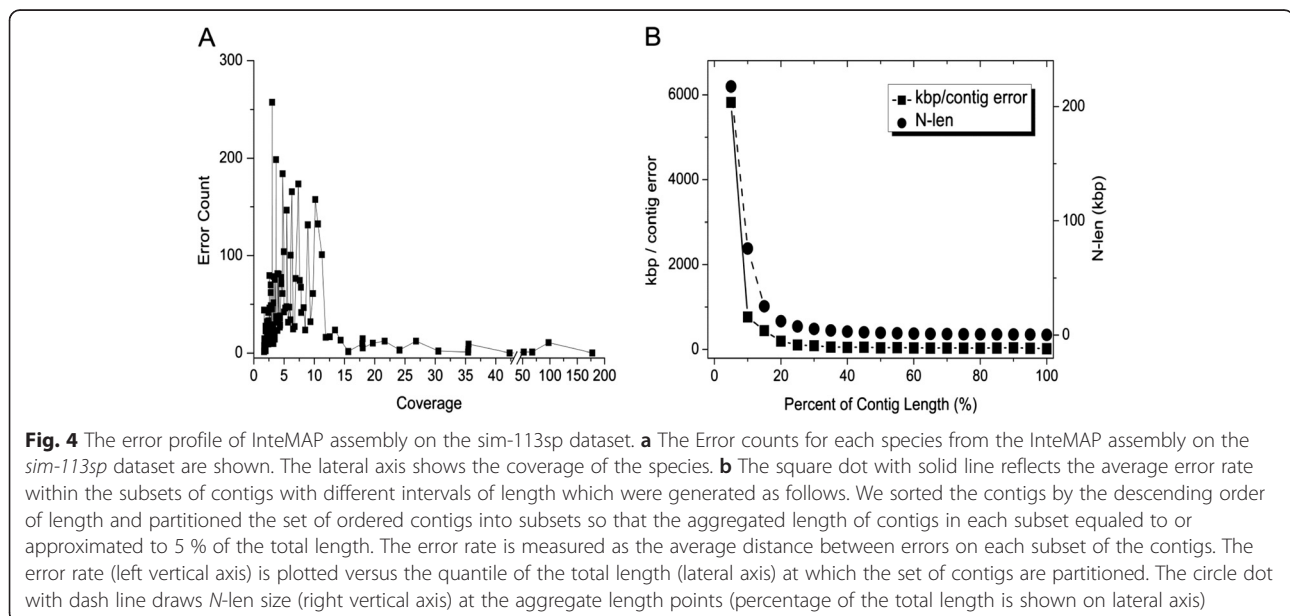 A
300
200
100
0
Error Count
0 5 10 15 20 25 30 35 40 50 100 150 200
Coverage
B
6000
4000
2000
0
kbp / contig error
kbp/contig error
N-len
200
100
0
N-len (kbp)
0 20 40 60 80 100
Percent of Contig Length (%)
Fig. 4 The error profile of InteMAP assembly on the sim-113sp dataset. a The Error counts for each species from the InteMAP assembly on the
sim-113sp dataset are shown. The lateral axis shows the coverage of the species. b The square dot with solid line reflects the average error rate
within the subsets of contigs with different intervals of length which were generated as follows. We sorted the contigs by the descending order
of length and partitioned the set of ordered contigs into subsets so that the aggregated length of contigs in each subset equaled to or
approximated to 5 % of the total length. The error rate is measured as the average distance between errors on each subset of the contigs. The
error rate (left vertical axis) is plotted versus the quantile of the total length (lateral axis) at which the set of contigs are partitioned. The circle dot
with dash line draws N-len size (right vertical axis) at the aggregate length points (percentage of the total length is shown on lateral axis)